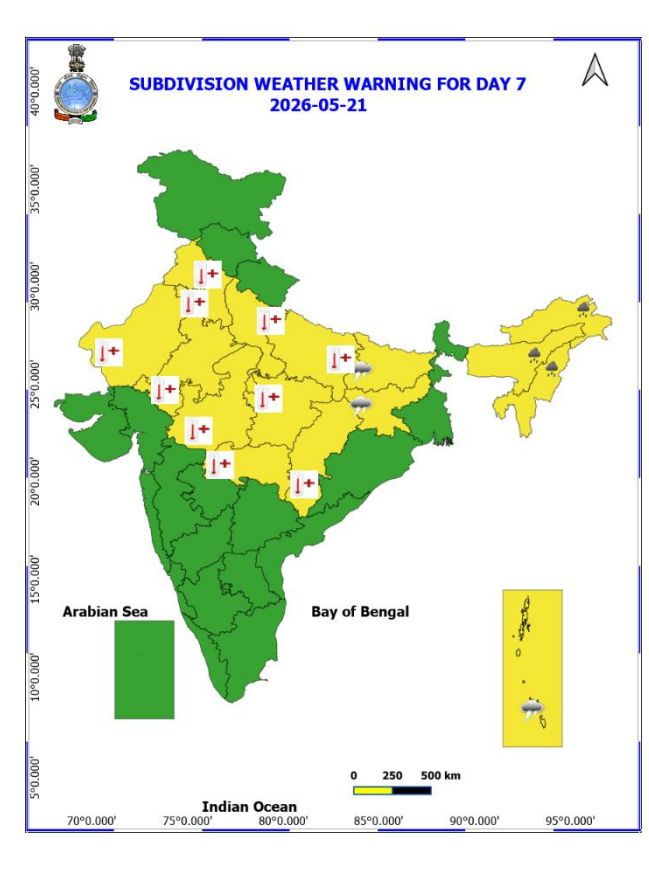 SUBDIVISION WEATHER WARNING FOR DAY 7
2026-05-21
40°0.000'
35°0.000'
30°0.000'
25°0.000'
20°0.000'
15°0.000'
10°0.000'
5°0.000'
Arabian Sea
Bay of Bengal
0 250 500 km
Indian Ocean
70°0.000' 75°0.000' 80°0.000' 85°0.000' 90°0.000' 95°0.000'